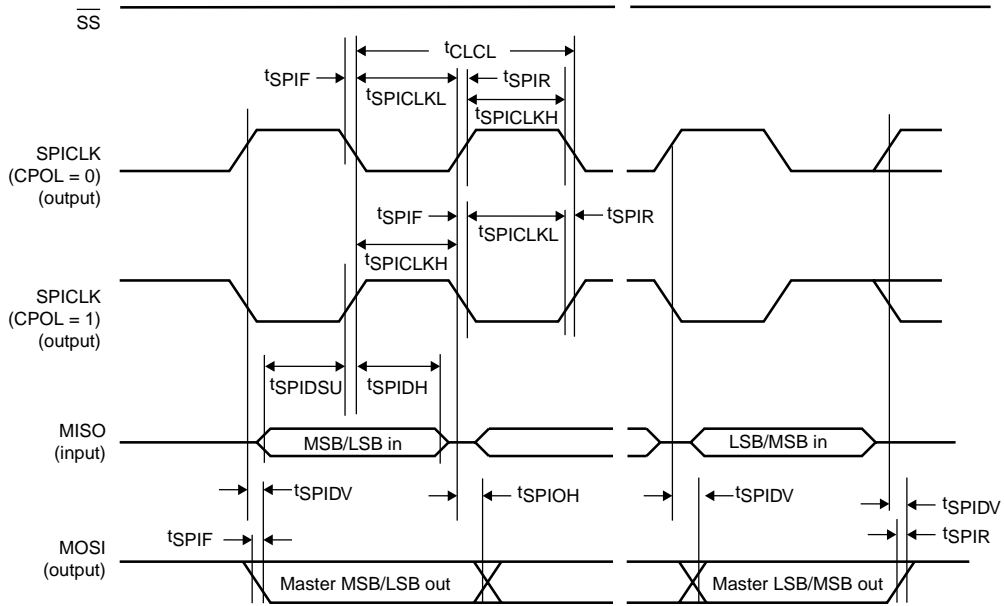 SS
tCLCL
tSPIF
tSPICLKL
tSPIR
tSPICLKH
SPICLK
(CPOL = 0)
(output)
tSPIF
tSPICLKL
tSPIR
tSPICLKH
SPICLK
(CPOL = 1)
(output)
tSPIDSU
tSPIDH
MISO
(input)
MSB/LSB in
LSB/MSB in
tSPIDV
tSPIOH
tSPIDV
tSPIDV
tSPIF
tSPIR
MOSI
(output)
Master MSB/LSB out
Master LSB/MSB out